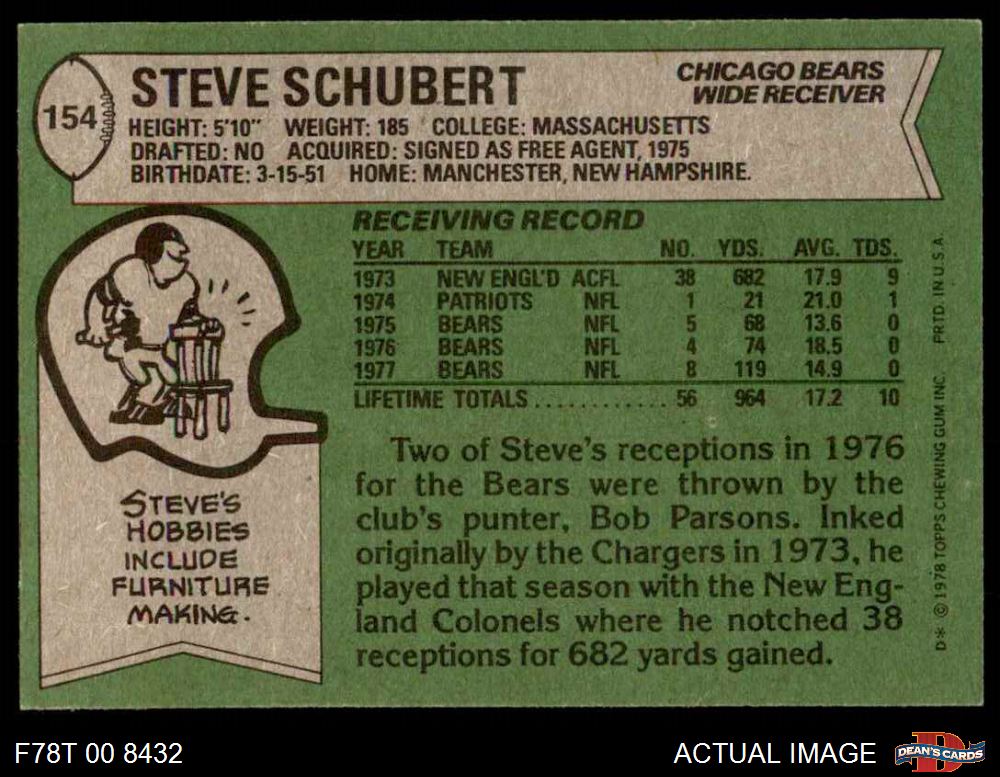 154
STEVE SCHUBERT
CHICAGO BEARS
WIDE RECEIVER
HEIGHT: 5'10" WEIGHT: 185 COLLEGE: MASSACHUSETTS
DRAFTED: NO ACQUIRED: SIGNED AS FREE AGENT, 1975
BIRTHDATE: 3-15-51 HOME: MANCHESTER, NEW HAMPSHIRE.
RECEIVING RECORD
YEAR TEAM NO. YDS. AVG. TDS.
1973 NEW ENGL'D ACFL 38 682 17.9 9
1974 PATRIOTS NFL 1 21 21.0 1
1975 BEARS NFL 5 68 13.6 0
1976 BEARS NFL 4 74 18.5 0
1977 BEARS NFL 8 119 14.9 0
LIFETIME TOTALS ............ 56 964 17.2 10
Two of Steve's receptions in 1976
for the Bears were thrown by the
club's punter, Bob Parsons. Inked
originally by the Chargers in 1973, he
played that season with the New Eng-
land Colonels where he notched 38
receptions for 682 yards gained.
STEVE'S
HOBBIES
INCLUDE
FURNITURE
MAKING.
D* © 1978 TOPPS CHEWING GUM INC. PRTD. IN U.S.A.
F78T 00 8432
ACTUAL IMAGE
DEAN'S CARDS